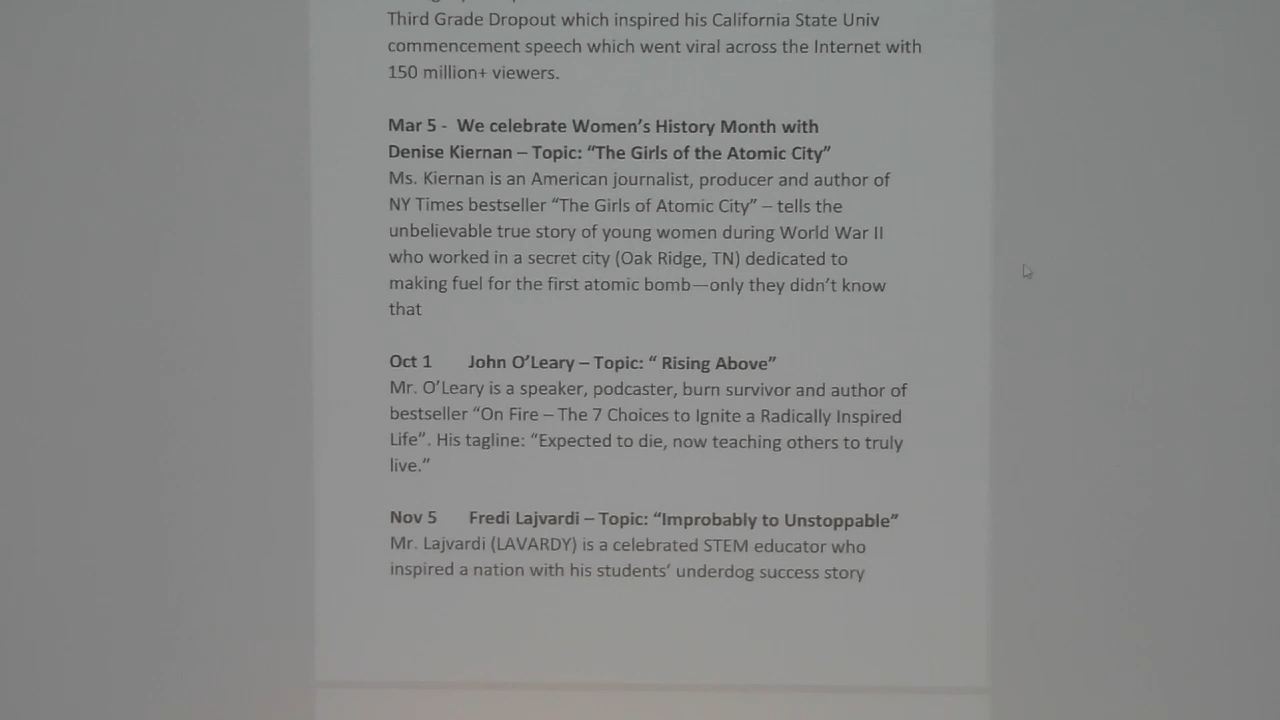 Third Grade Dropout which inspired his California State Univ
commencement speech which went viral across the Internet with
150 million+ viewers.
Mar 5 -  We celebrate Women’s History Month with
Denise Kiernan – Topic: “The Girls of the Atomic City”
Ms. Kiernan is an American journalist, producer and author of
NY Times bestseller “The Girls of Atomic City” – tells the
unbelievable true story of young women during World War II
who worked in a secret city (Oak Ridge, TN) dedicated to
making fuel for the first atomic bomb—only they didn’t know
that
Oct 1 John O’Leary – Topic: “ Rising Above”
Mr. O’Leary is a speaker, podcaster, burn survivor and author of
bestseller “On Fire – The 7 Choices to Ignite a Radically Inspired
Life”. His tagline: “Expected to die, now teaching others to truly
live.”
Nov 5 Fredi Lajvardi – Topic: “Improbably to Unstoppable”
Mr. Lajvardi (LAVARDY) is a celebrated STEM educator who
inspired a nation with his students’ underdog success story